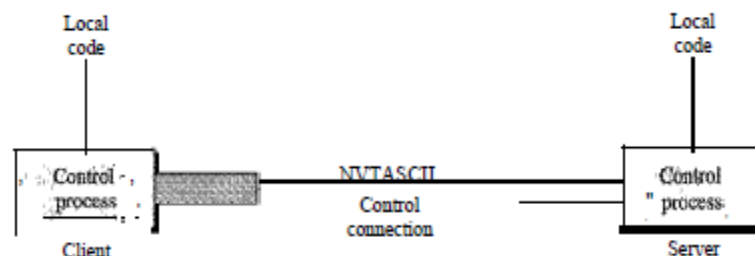 Local
code
Local
code
Control
process
NVTASCII
Control
connection
Control
process
Client
Server